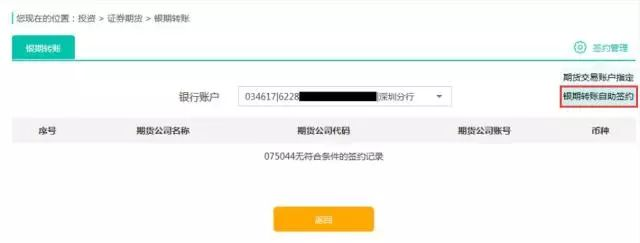 您现在的位置：投资 > 证券期货 > 银期转账
银期转账
签约管理
期货交易账户指定
银行账户 034617|6228 |深圳分行
银期转账自助签约
序号 期货公司名称 期货公司代码 期货公司账号 币种
075044无符合条件的签约记录
返回